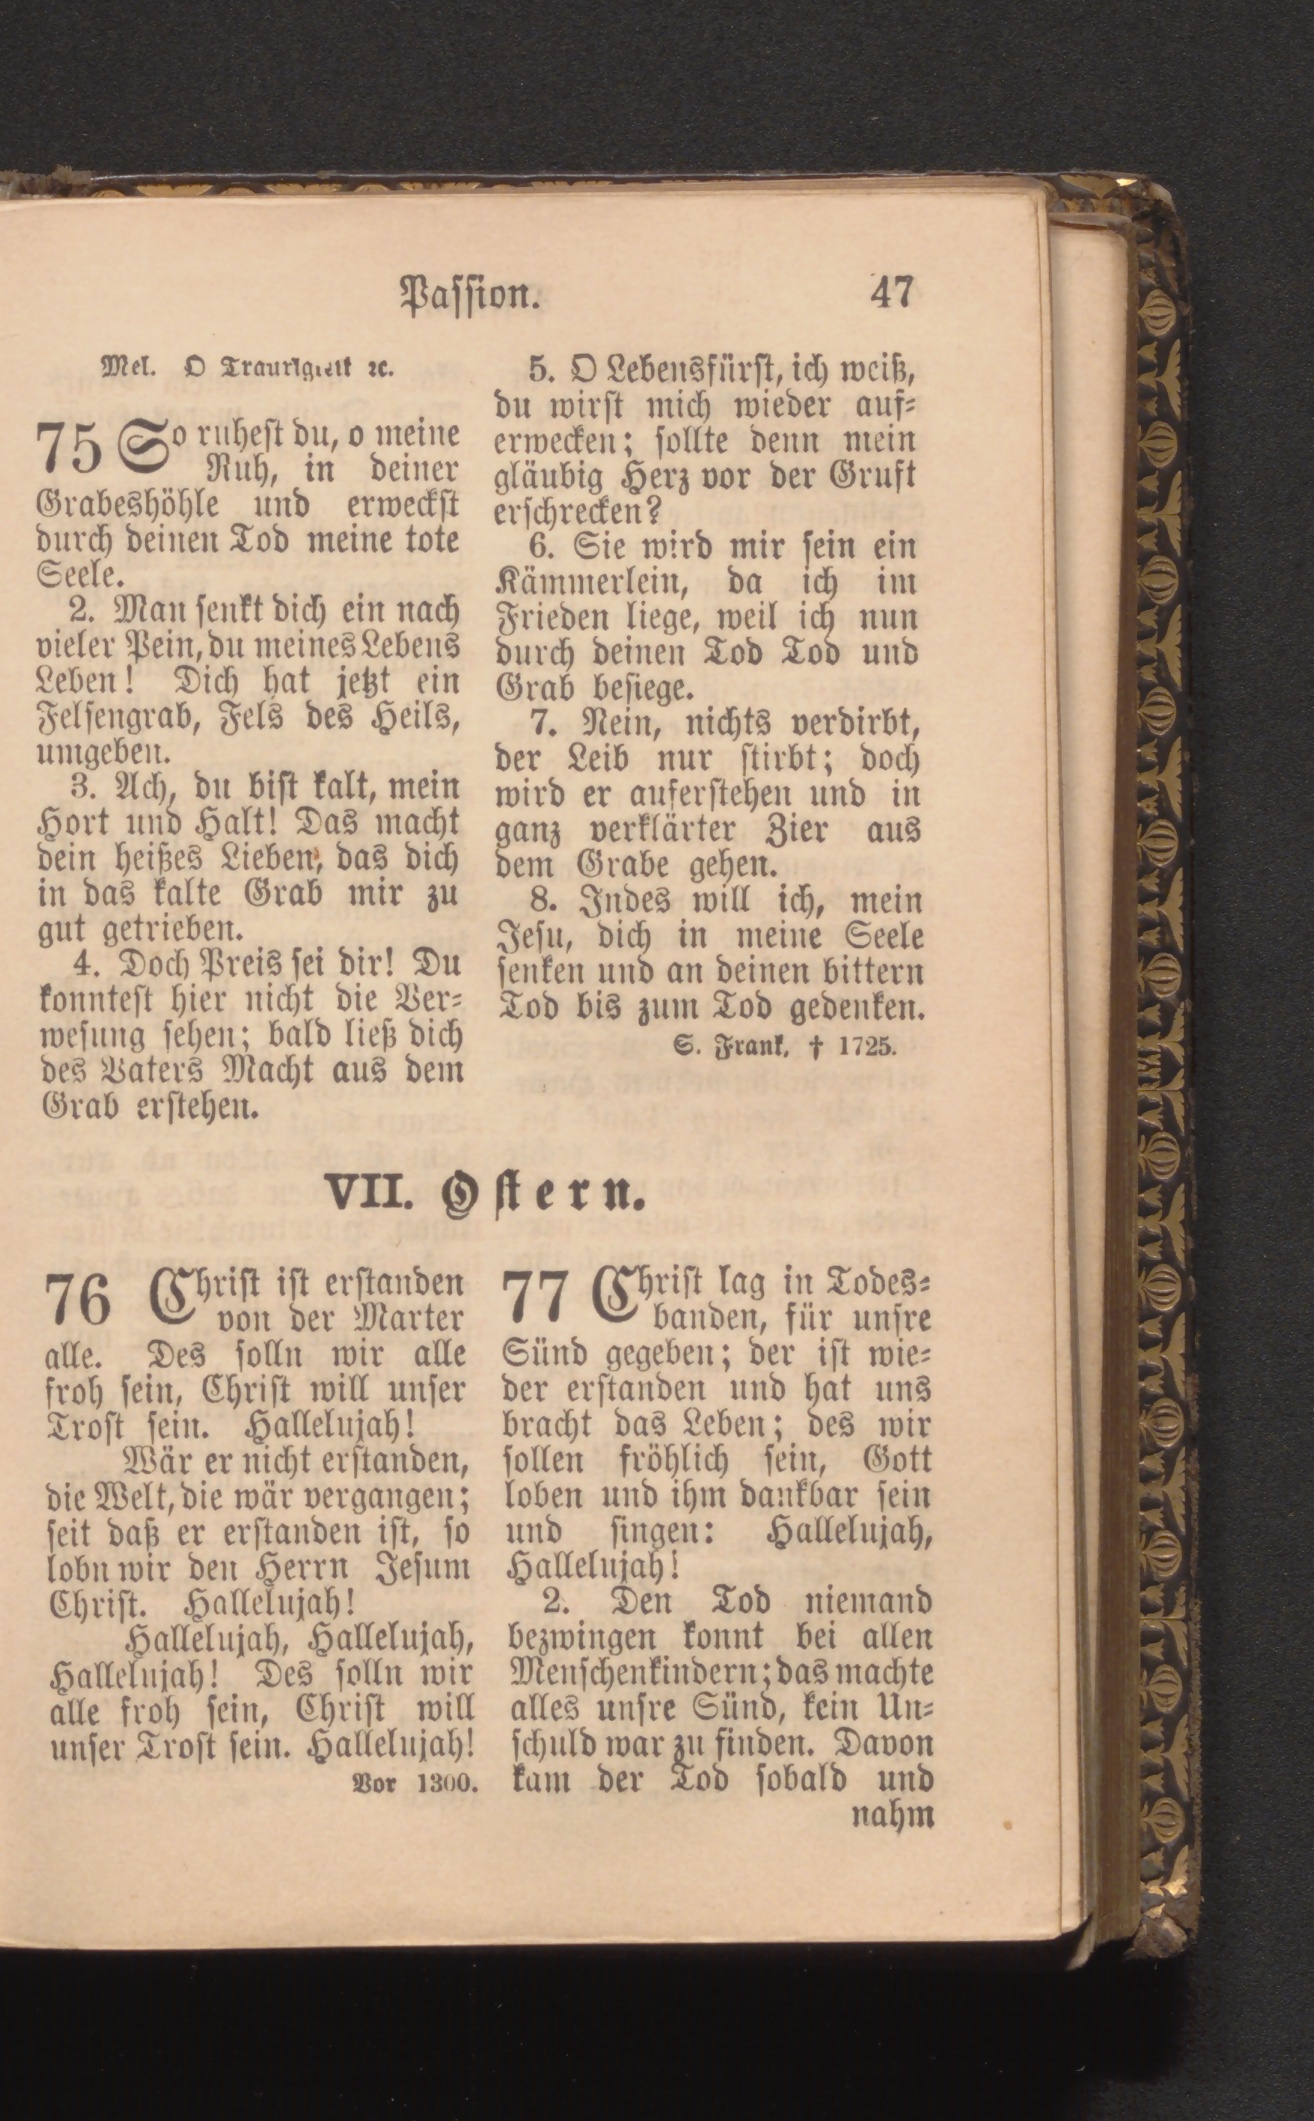 Passion. 47
Mel. O Traurigkeit ꝛc.
75 So ruhest du, o meine
Ruh, in deiner
Grabeshöhle und erweckst
durch deinen Tod meine tote
Seele.
2. Man senkt dich ein nach
vieler Pein, du meines Lebens
Leben! Dich hat jetzt ein
Felsengrab, Fels des Heils,
umgeben.
3. Ach, du bist kalt, mein
Hort und Halt! Das macht
dein heißes Lieben, das dich
in das kalte Grab mir zu
gut getrieben.
4. Doch Preis sei dir! Du
konntest hier nicht die Ver-
wesung sehen; bald ließ dich
des Vaters Macht aus dem
Grab erstehen.
5. O Lebensfürst, ich weiß,
du wirst mich wieder auf-
erwecken; sollte denn mein
gläubig Herz vor der Gruft
erschrecken?
6. Sie wird mir sein ein
Kämmerlein, da ich im
Frieden liege, weil ich nun
durch deinen Tod Tod und
Grab besiege.
7. Nein, nichts verdirbt,
der Leib nur stirbt; doch
wird er auferstehen und in
ganz verklärter Zier aus
dem Grabe gehen.
8. Indes will ich, mein
Jesu, dich in meine Seele
senken und an deinen bittern
Tod bis zum Tod gedenken.
S. Frank, † 1725.
VII. Ostern.
76 Christ ist erstanden
von der Marter
alle. Des solln wir alle
froh sein, Christ will unser
Trost sein. Hallelujah!
Wär er nicht erstanden,
die Welt, die wär vergangen;
seit daß er erstanden ist, so
lobn wir den Herrn Jesum
Christ. Hallelujah!
Hallelujah, Hallelujah,
Hallelujah! Des solln wir
alle froh sein, Christ will
unser Trost sein. Hallelujah!
Vor 1300.
77 Christ lag in Todes-
banden, für unsre
Sünd gegeben; der ist wie-
der erstanden und hat uns
bracht das Leben; des wir
sollen fröhlich sein, Gott
loben und ihm dankbar sein
und singen: Hallelujah,
Hallelujah!
2. Den Tod niemand
bezwingen konnt bei allen
Menschenkindern; das machte
alles unsre Sünd, kein Un-
schuld war zu finden. Davon
kam der Tod sobald und
nahm